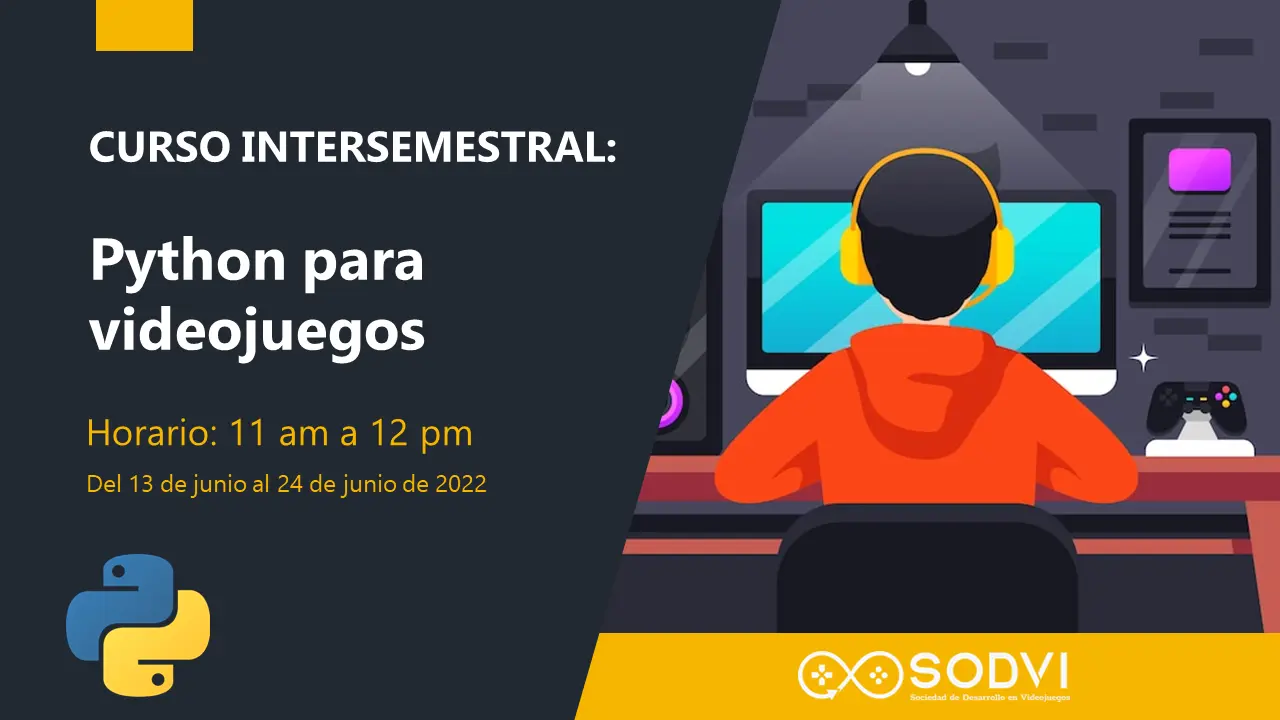 CURSO INTERSEMESTRAL:
Python para
videojuegos
Horario: 11 am a 12 pm
Del 13 de junio al 24 de junio de 2022
SODVI
Sociedad de Desarrollo en Videojuegos